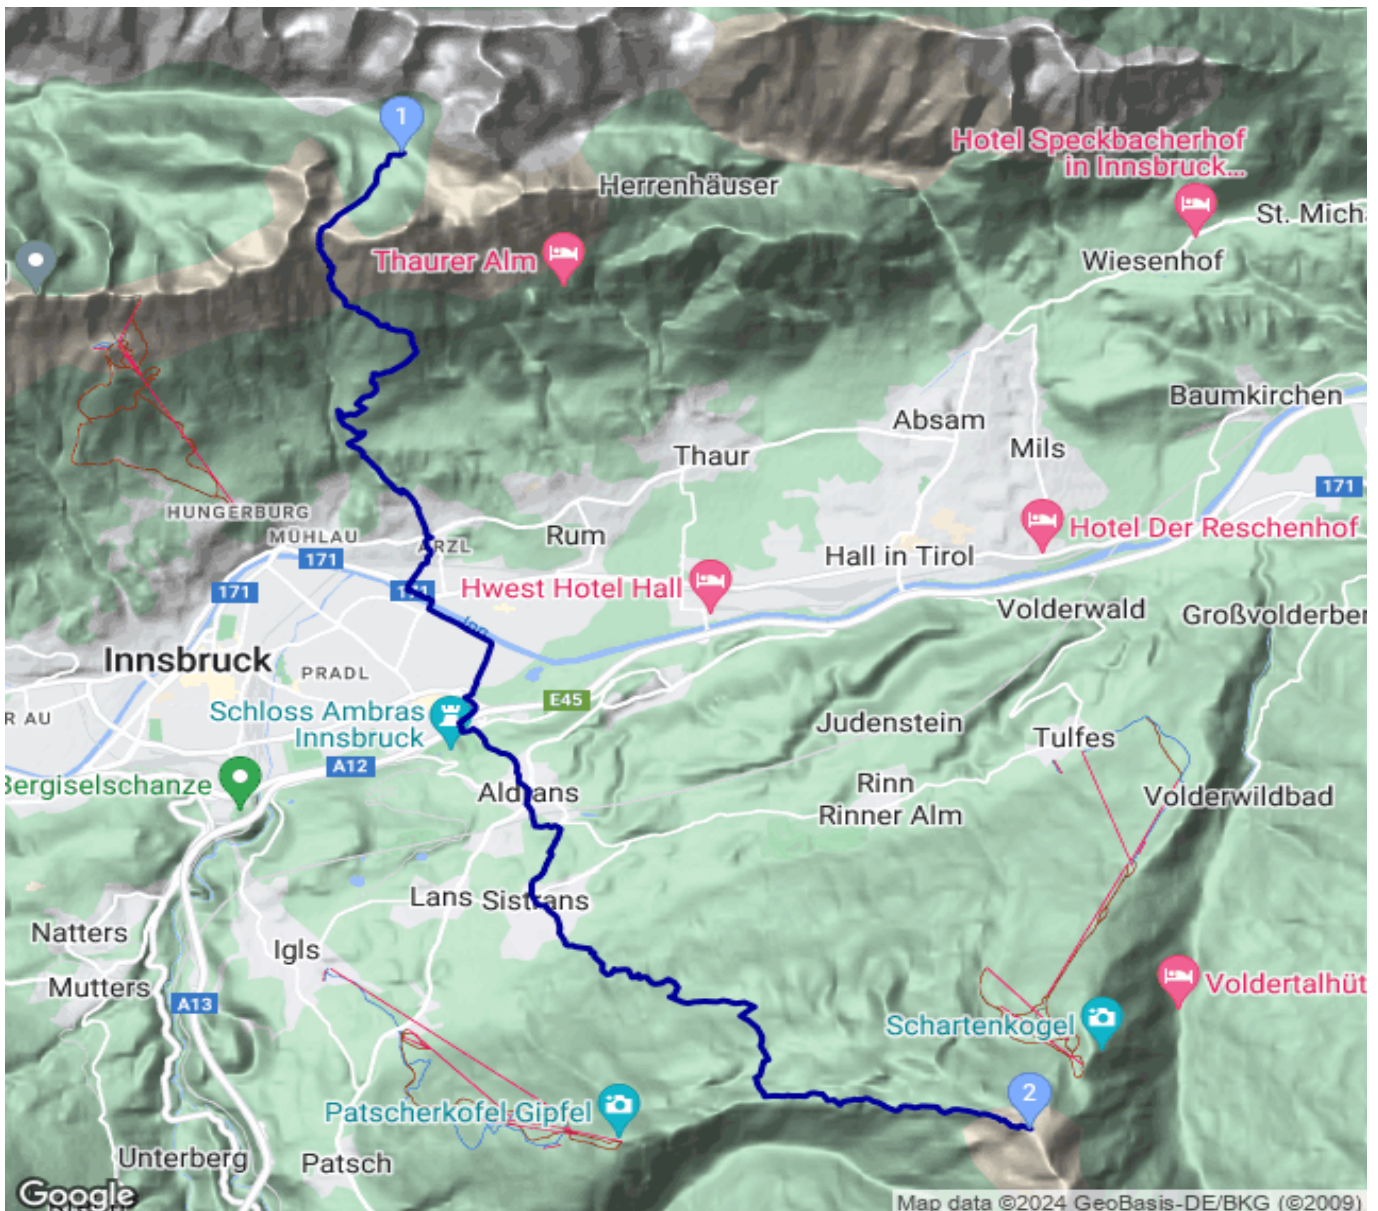 1
Hotel Speckbacherhof
in Innsbruck...
Herrenhäuser
St. Mich
Thaurer Alm
Wiesenhof
Baumkirchen
Absam
Mils
Thaur
171
HUNGERBURG
MÜHLAU
ARZL
Rum
Hotel Der Reschenhof
171
Hall in Tirol
171
171
Hwest Hotel Hall
Volderwald
Großvolderber
Inn
Innsbruck
PRADL
E45
R AU
Schloss Ambras
Innsbruck
Judenstein
Tulfes
A12
Bergiselschanze
Aldrans
Rinn
Rinner Alm
Volderwildbad
Lans
Sistrans
Natters
Igls
Mutters
A13
Voldertalhüt
Schartenkogel
2
Patscherkofel Gipfel
Unterberg
Patsch
Google
Map data ©2024 GeoBasis-DE/BKG (©2009)